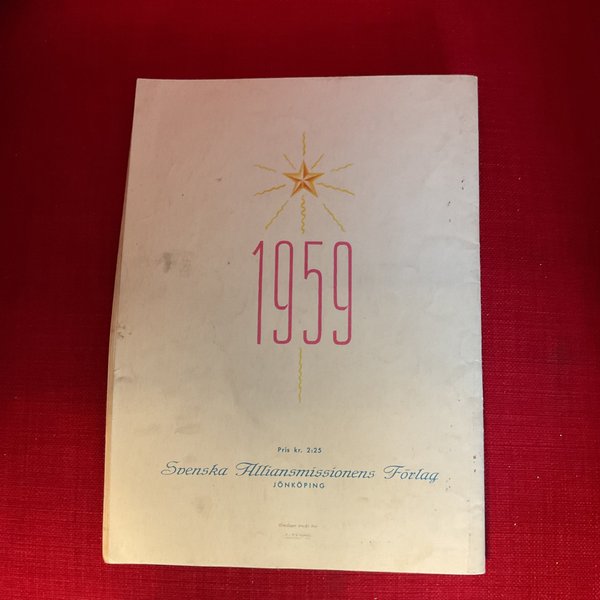 1959
Pris kr. 2:25
Svenska Alliansmissionens Förlag
JÖNKÖPING